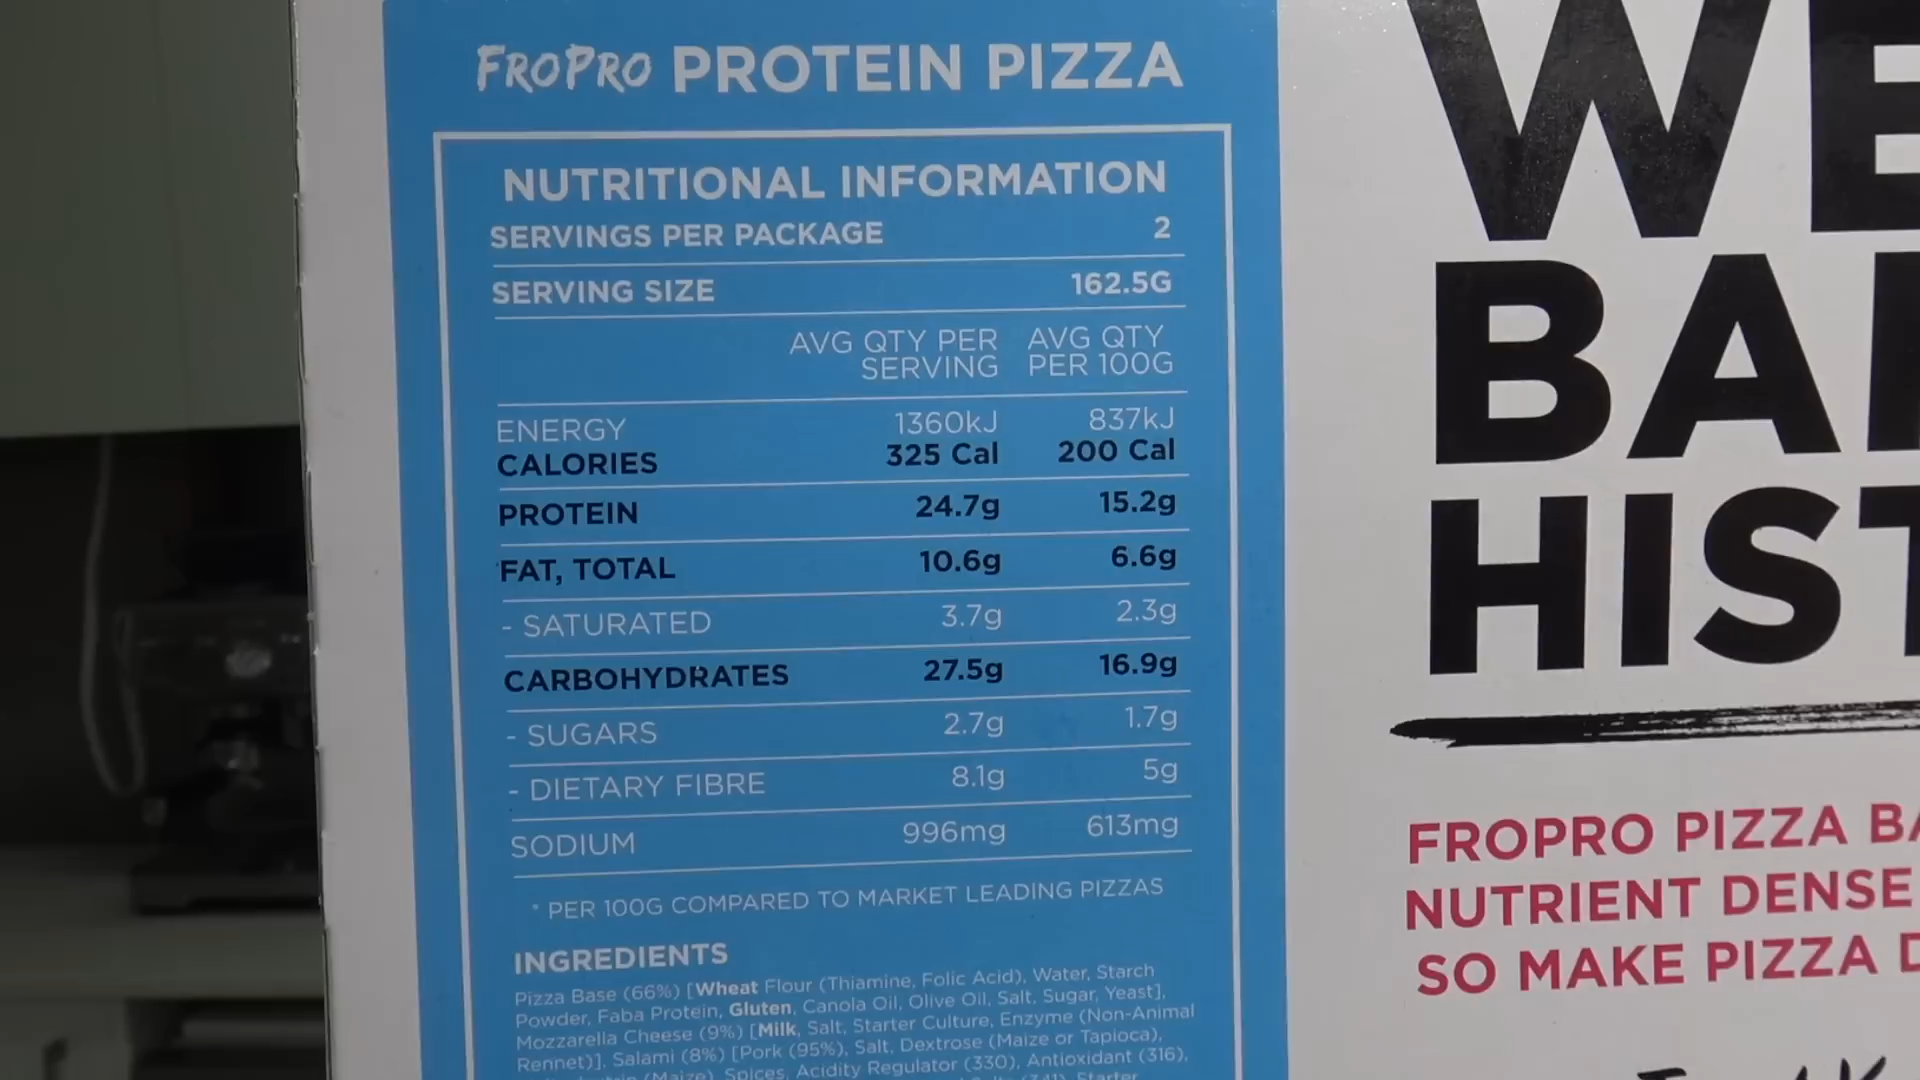 FROPRO PROTEIN PIZZA
NUTRITIONAL INFORMATION
SERVINGS PER PACKAGE 2
SERVING SIZE 162.5G
AVG QTY PER SERVING AVG QTY PER 100G
ENERGY 1360kJ 837kJ
CALORIES 325 Cal 200 Cal
PROTEIN 24.7g 15.2g
FAT, TOTAL 10.6g 6.6g
- SATURATED 3.7g 2.3g
CARBOHYDRATES 27.5g 16.9g
- SUGARS 2.7g 1.7g
- DIETARY FIBRE 8.1g 5g
SODIUM 996mg 613mg
* PER 100G COMPARED TO MARKET LEADING PIZZAS
INGREDIENTS
Pizza Base (66%) [Wheat Flour (Thiamine, Folic Acid), Water, Starch
Powder, Faba Protein, Gluten, Canola Oil, Olive Oil, Salt, Sugar, Yeast],
Mozzarella Cheese (9%) [Milk, Salt, Starter Culture, Enzyme (Non-Animal
Rennet)], Salami (8%) [Pork (95%), Salt, Dextrose (Maize or Tapioca),
(Maize), Spices, Acidity Regulator (330), Antioxidant (316),
Starter
WE
BA
HIST
FROPRO PIZZA BA
NUTRIENT DENSE
SO MAKE PIZZA D